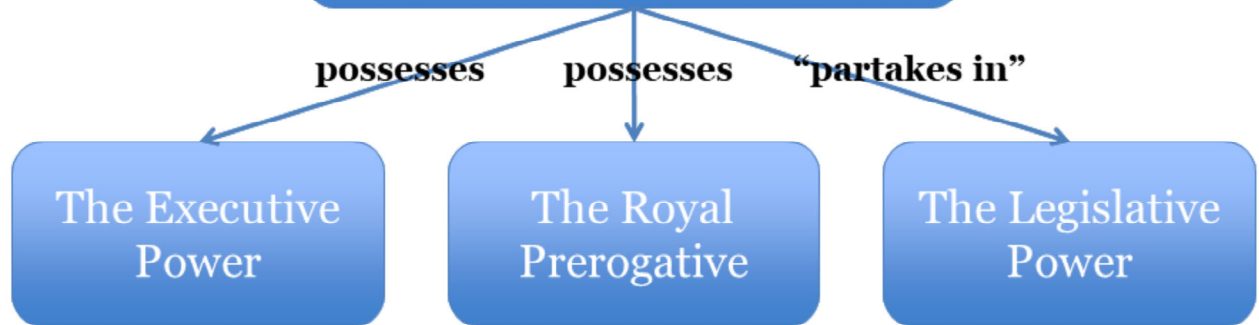 possesses possesses “partakes in”
The Executive
Power
The Royal
Prerogative
The Legislative
Power